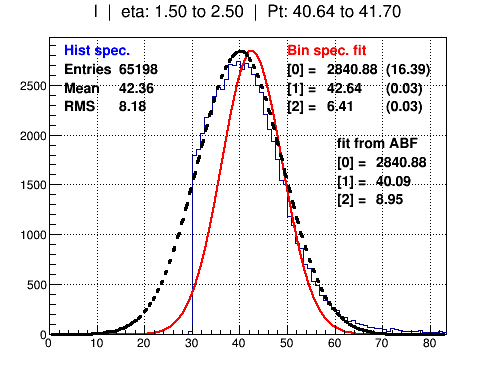 I | eta: 1.50 to 2.50 | Pt: 40.64 to 41.70
Hist spec.
Entries 65198
Mean 42.36
RMS 8.18
Bin spec. fit
[0] = 2840.88 (16.39)
[1] = 42.64 (0.03)
[2] = 6.41 (0.03)
fit from ABF
[0] = 2840.88
[1] = 40.09
[2] = 8.95
2500
2000
1500
1000
500
0
0 10 20 30 40 50 60 70 80